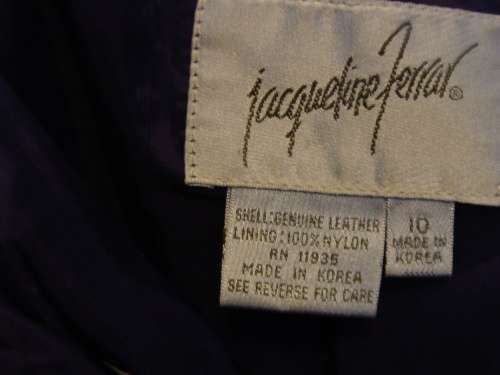 jacqueline ferrar®
SHELL:GENUINE LEATHER
LINING:100% NYLON
RN 11935
MADE IN KOREA
SEE REVERSE FOR CARE
10
MADE IN
KOREA